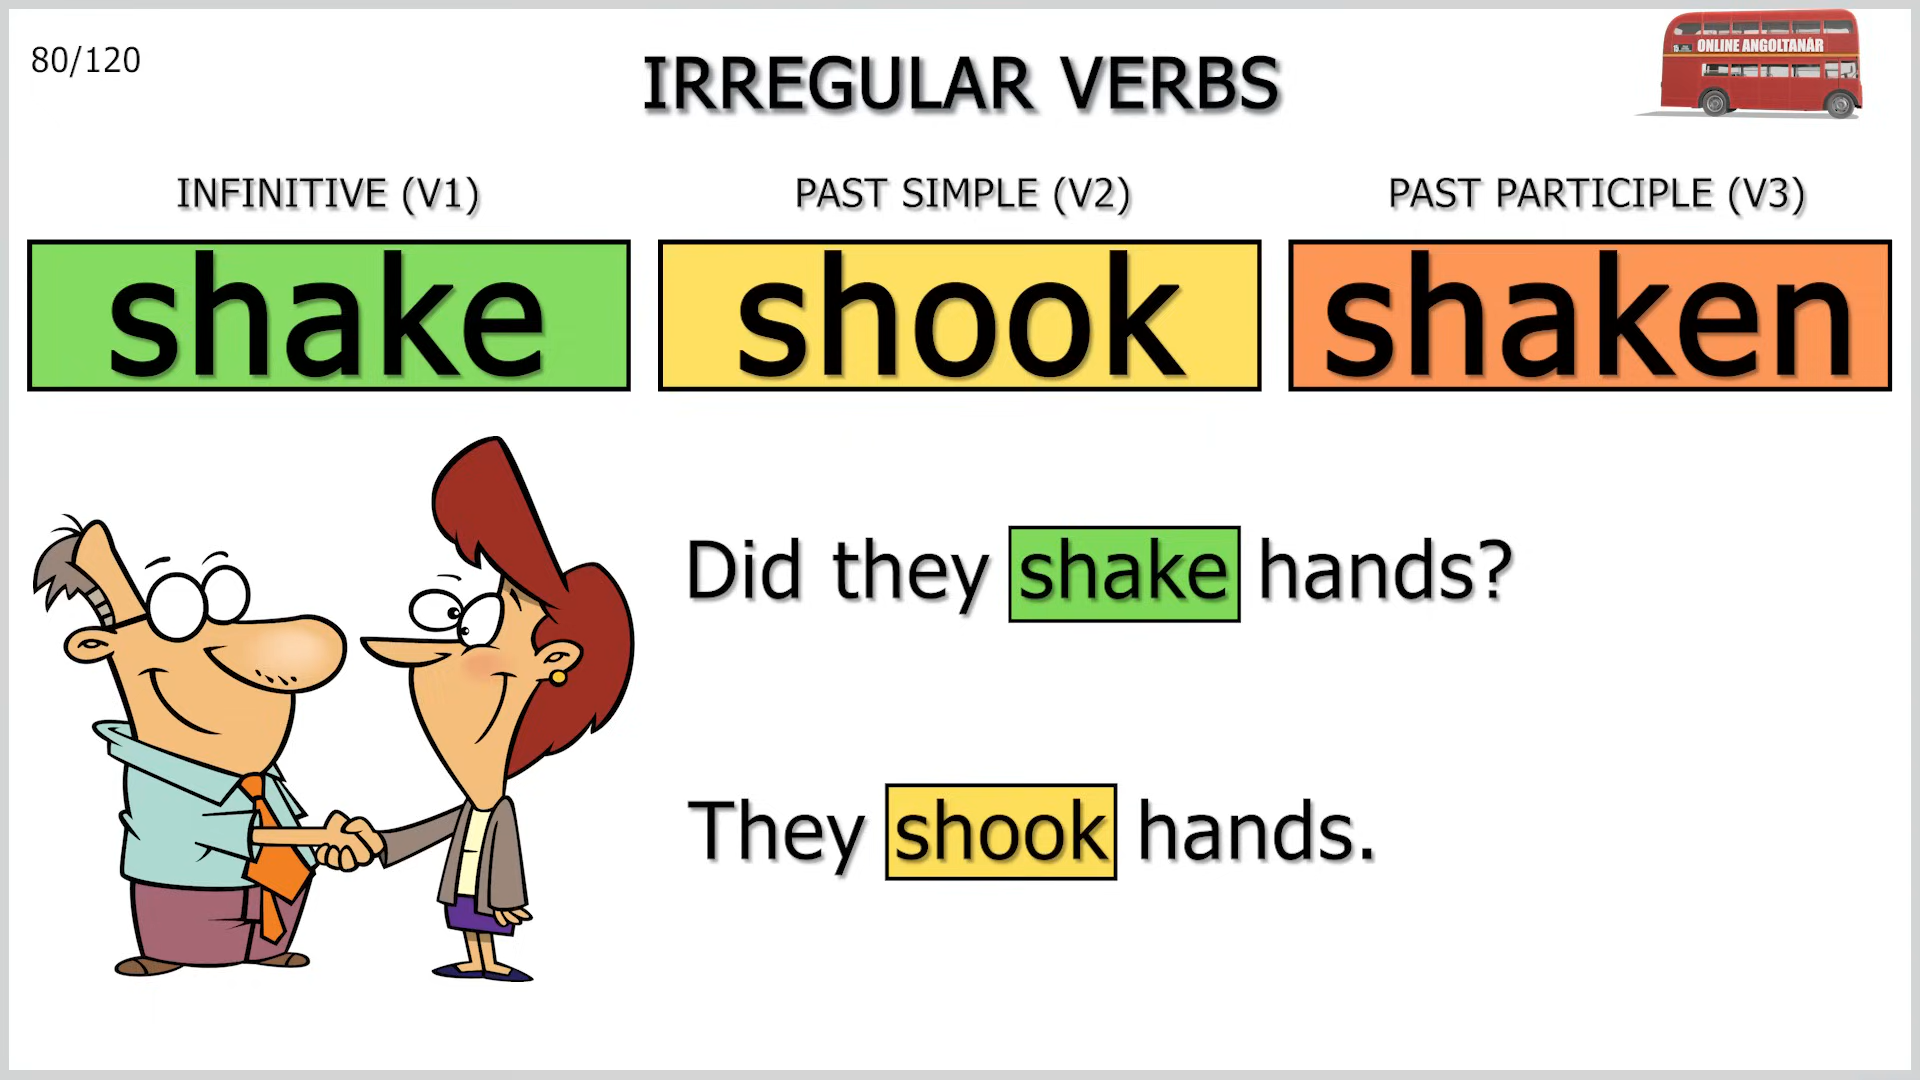 80/120
IRREGULAR VERBS
ONLINE ANGOLTANÁR
INFINITIVE (V1) PAST SIMPLE (V2) PAST PARTICIPLE (V3)
shake shook shaken
Did they shake hands?
They shook hands.